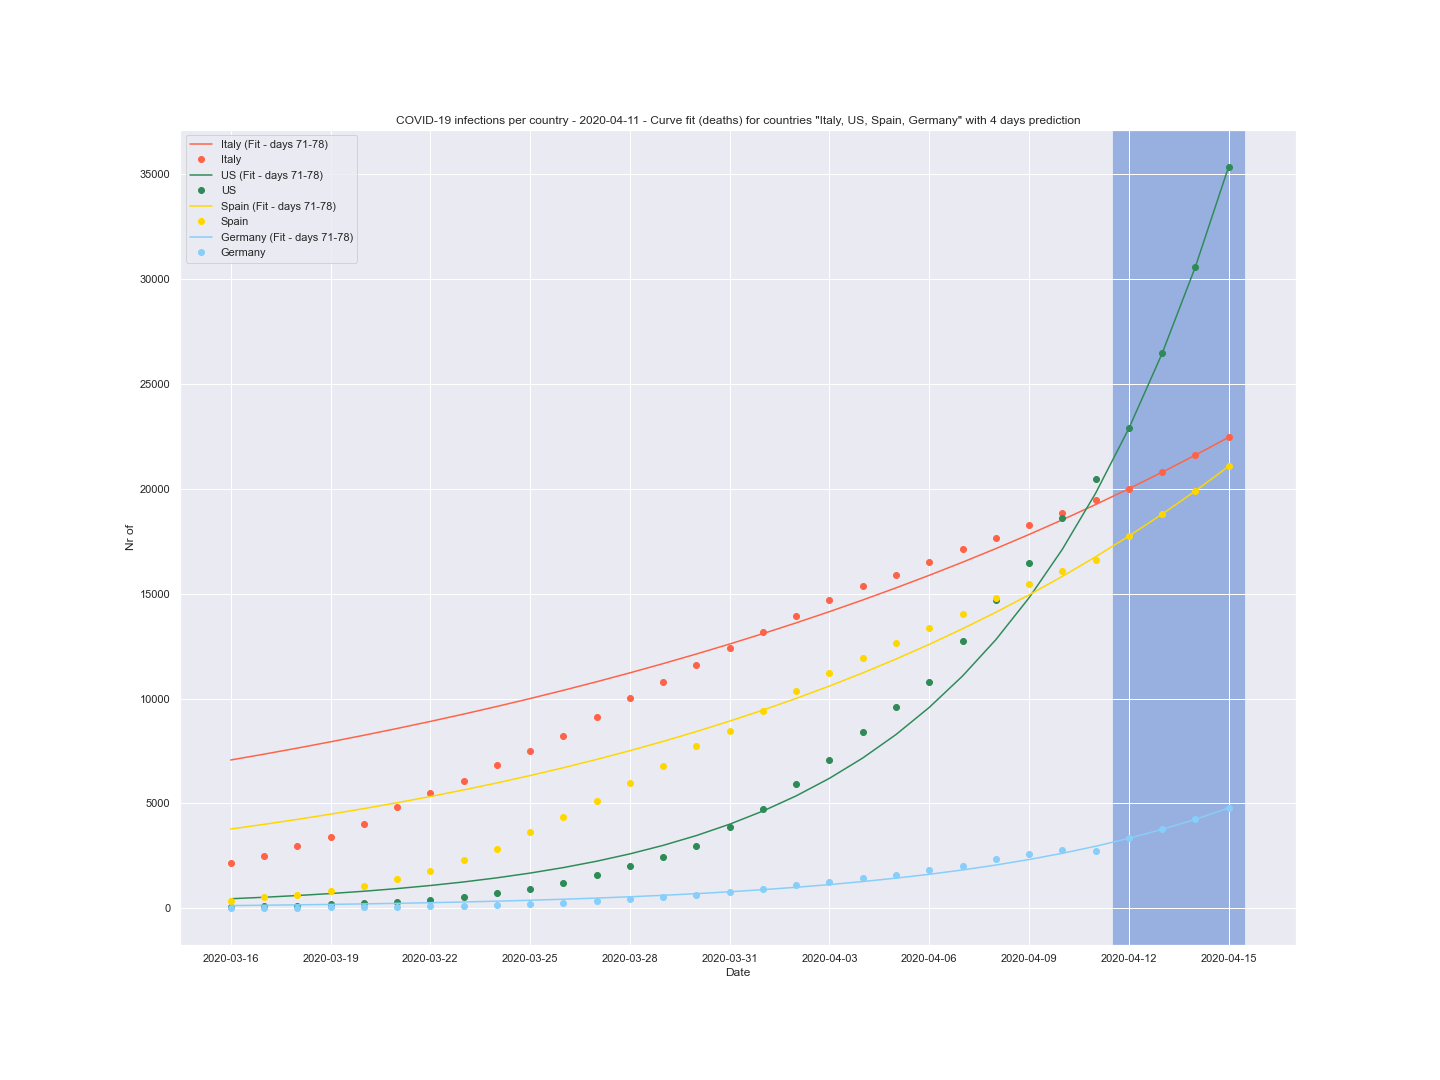 COVID-19 infections per country - 2020-04-11 - Curve fit (deaths) for countries "Italy, US, Spain, Germany" with 4 days prediction
Italy (Fit - days 71-78)
Italy
US (Fit - days 71-78)
US
Spain (Fit - days 71-78)
Spain
Germany (Fit - days 71-78)
Germany
35000
30000
25000
20000
15000
10000
5000
0
Nr of
2020-03-16 2020-03-19 2020-03-22 2020-03-25 2020-03-28 2020-03-31 2020-04-03 2020-04-06 2020-04-09 2020-04-12 2020-04-15
Date